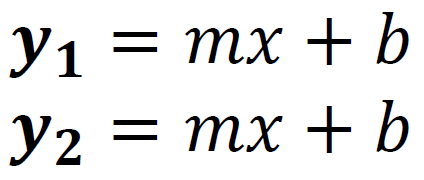 y₁ = mx + b
y₂ = mx + b